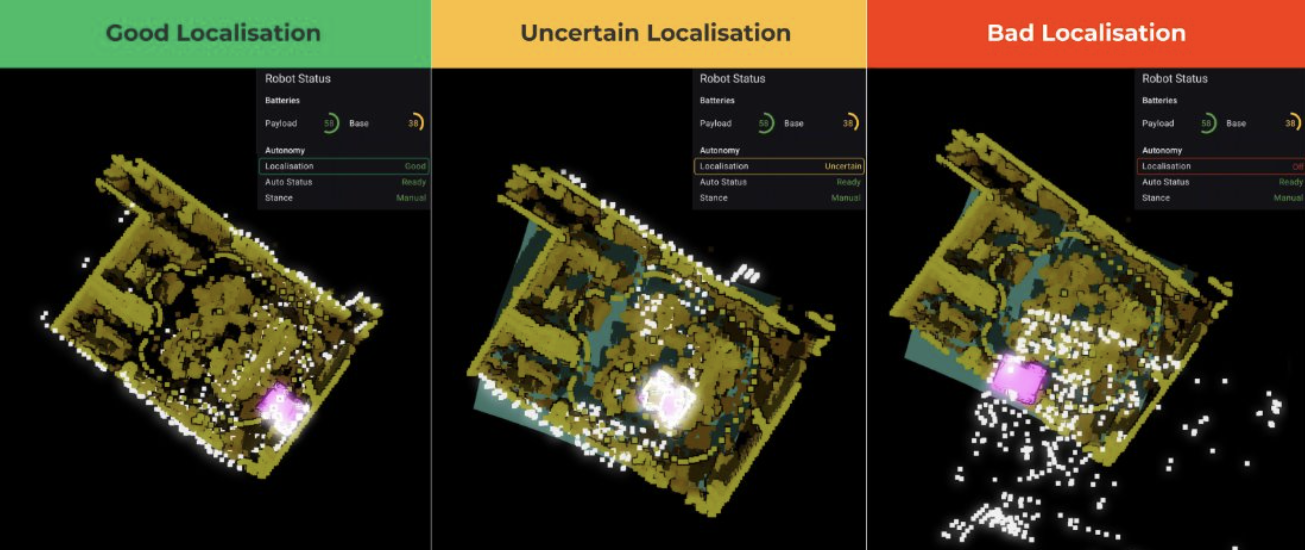 Good Localisation
Robot Status
Batteries
Payload 58 Base 38
Autonomy
Localisation Good
Auto Status Ready
Stance Manual
Uncertain Localisation
Robot Status
Batteries
Payload 58 Base 38
Autonomy
Localisation Uncertain
Auto Status Ready
Stance Manual
Bad Localisation
Robot Status
Batteries
Payload 58 Base 38
Autonomy
Localisation Off
Auto Status Ready
Stance Manual